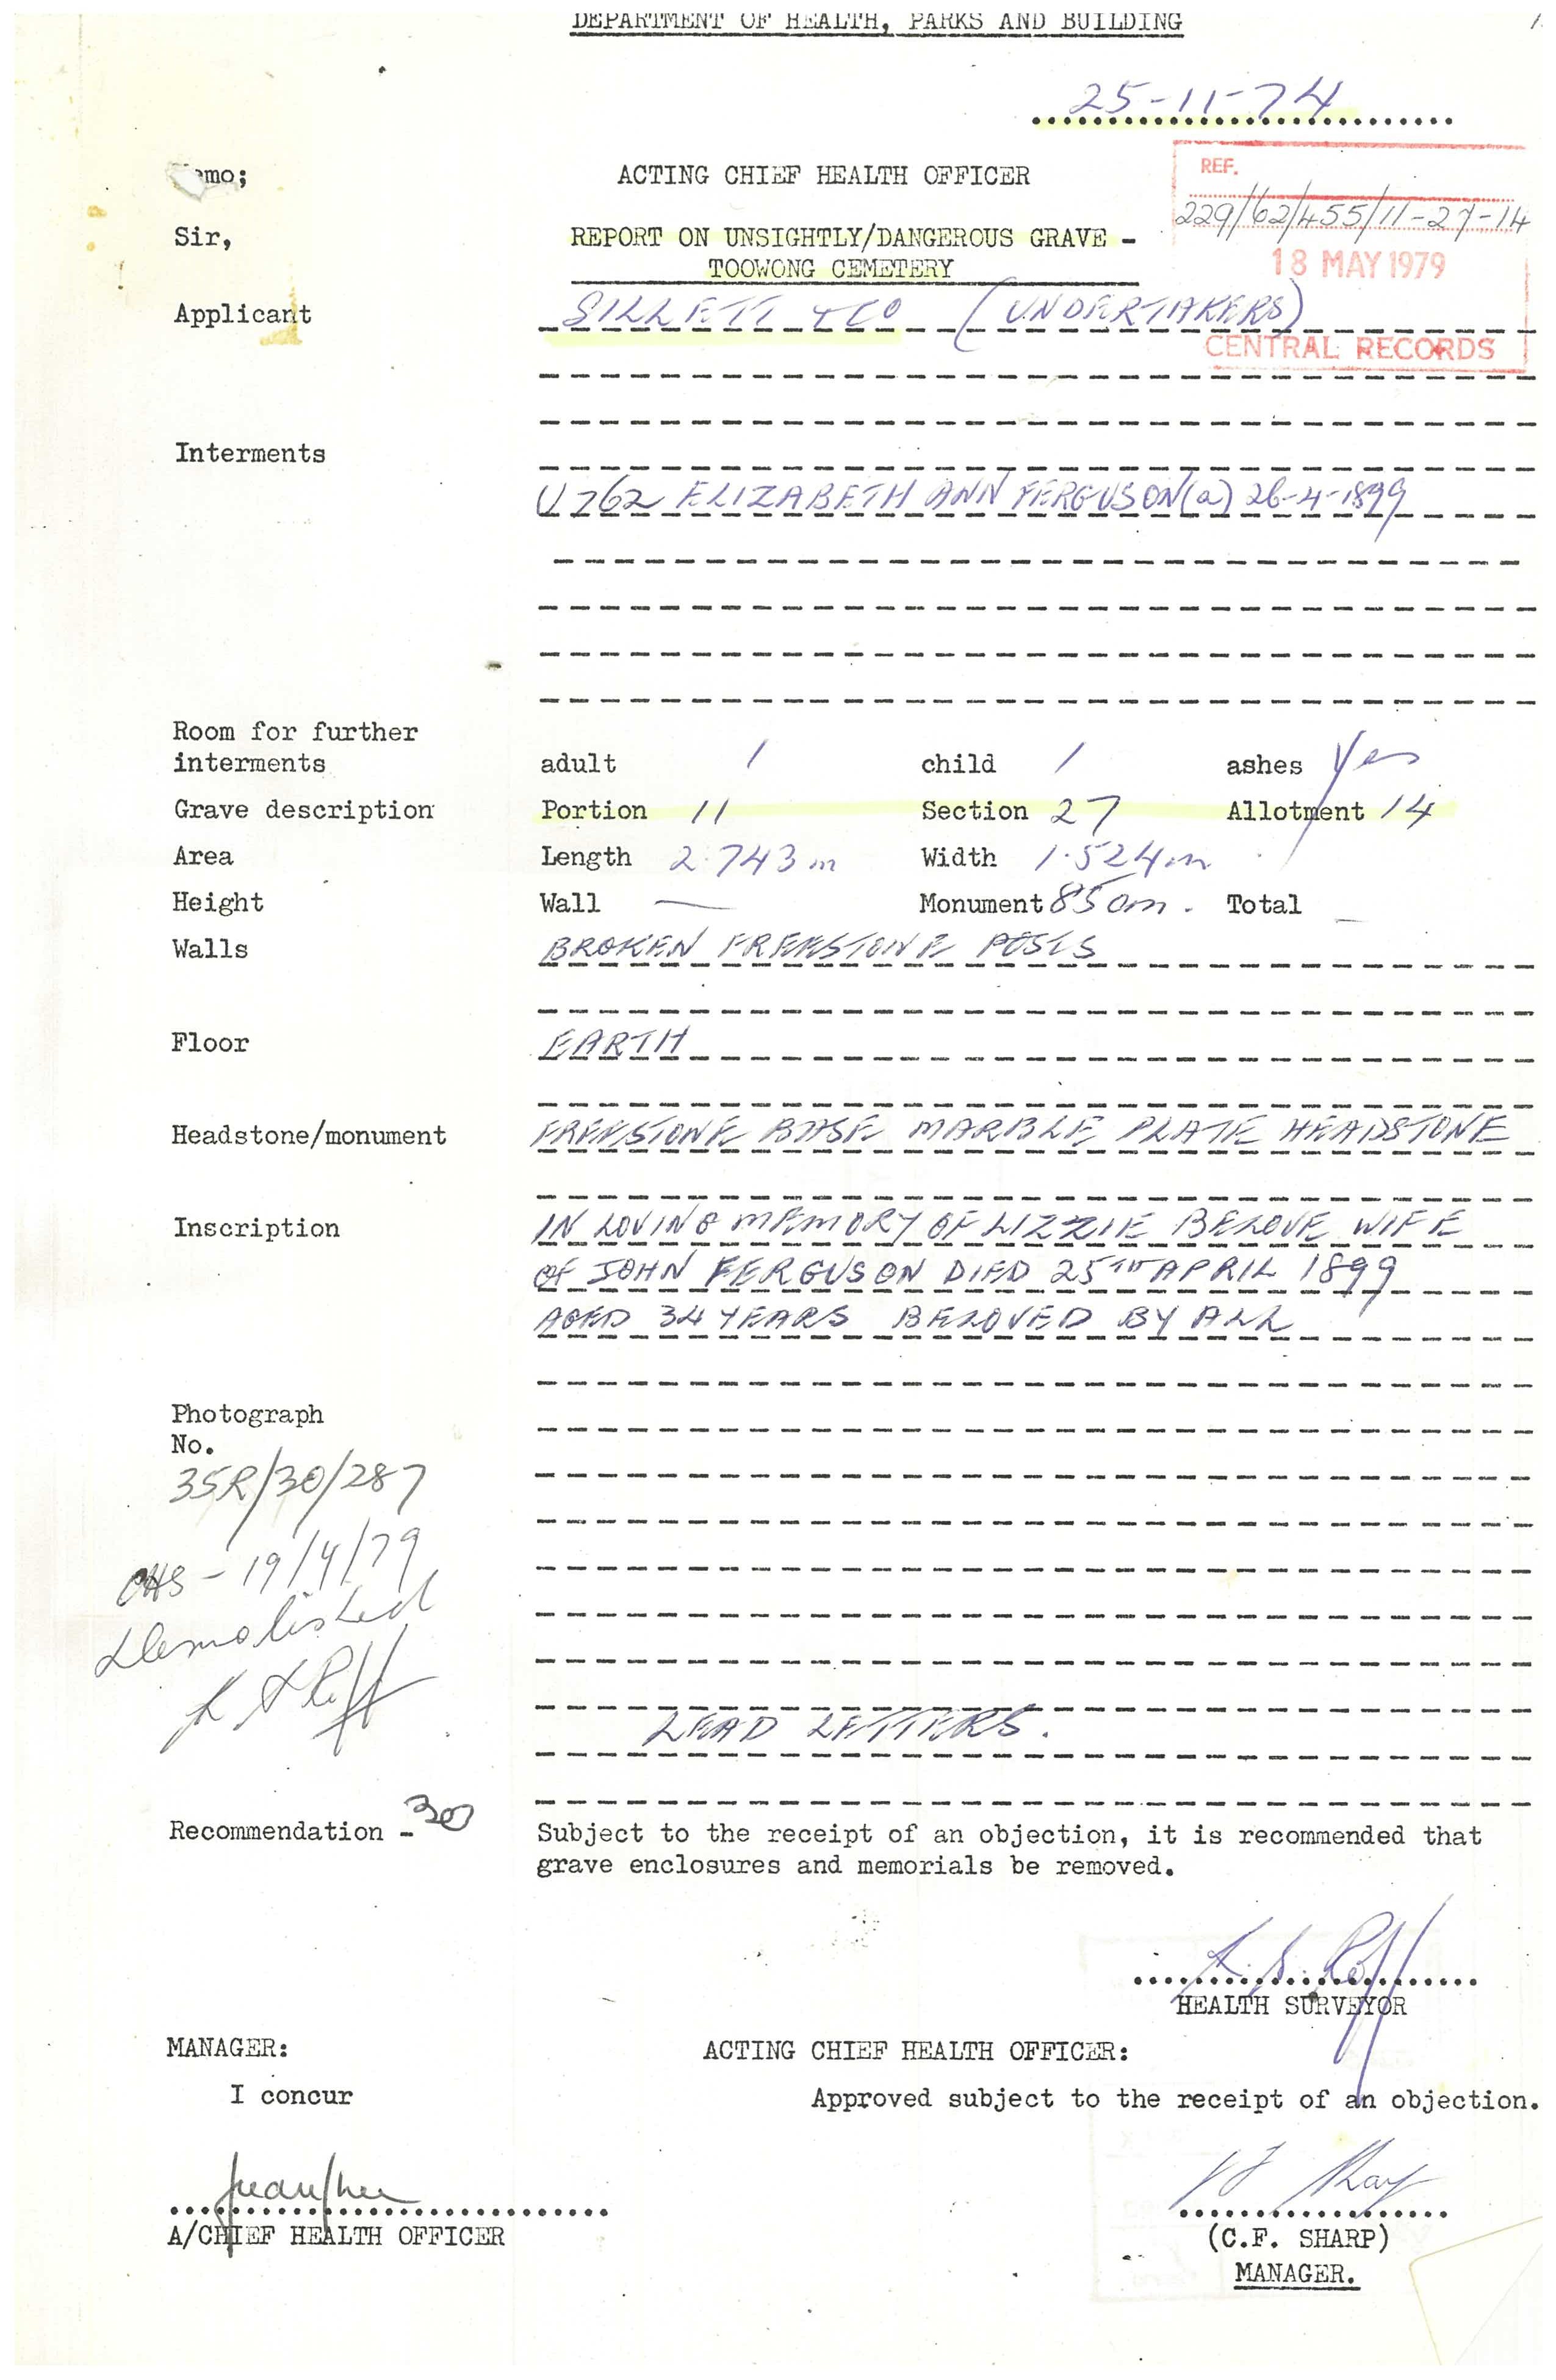 DEPARTMENT OF HEALTH, PARKS AND BUILDING
25-11-74
emo;
ACTING CHIEF HEALTH OFFICER
REF.
229/62/455/11-27-14
Sir,
REPORT ON UNSIGHTLY/DANGEROUS GRAVE -
TOOWONG CEMETERY
18 MAY 1979
Applicant
SILLETT & CO (UNDERTAKERS)
CENTRAL RECORDS
Interments
U762 ELIZABETH ANN FERGUSON (a) 26-4-1899
Room for further
interments adult 1 child 1 ashes Yes
Grave description Portion 11 Section 27 Allotment 14
Area Length 2.743m Width 1.524m
Height Wall — Monument 850m. Total —
Walls BROKEN FREESTONE POSTS
Floor EARTH
Headstone/monument FREESTONE BASE MARBLE PLATE HEADSTONE
Inscription IN LOVING MEMORY OF LIZZIE BELOVE WIFE
OF JOHN FERGUSON DIED 25TH APRIL 1899
AGED 34 YEARS BELOVED BY ALL
Photograph
No.
35R/30/287
CHS - 19/4/79
Demolished
LEAD LETTERS.
Recommendation - 307
Subject to the receipt of an objection, it is recommended that
grave enclosures and memorials be removed.
HEALTH SURVEYOR
MANAGER:
ACTING CHIEF HEALTH OFFICER:
I concur
Approved subject to the receipt of an objection.
A/CHIEF HEALTH OFFICER
(C.F. SHARP)
MANAGER.